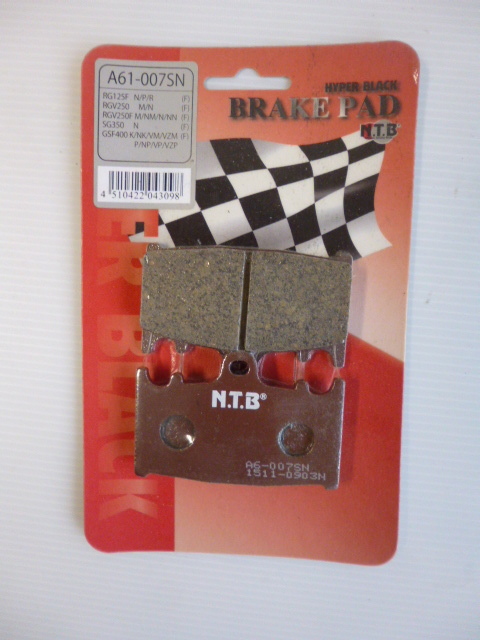 A61-007SN
RG125F N/P/R (F)
RGV250 M/N (F)
RGV250F M/NM/N/NN (F)
SG350 N (F)
GSF400 K/NK/VM/VZM (F)
P/NP/VP/VZP
4 510422 043098
HYPER BLACK
BRAKE PAD
N.T.B
ER BLACK
N.T.B®
A6-007SN
1511-0903N